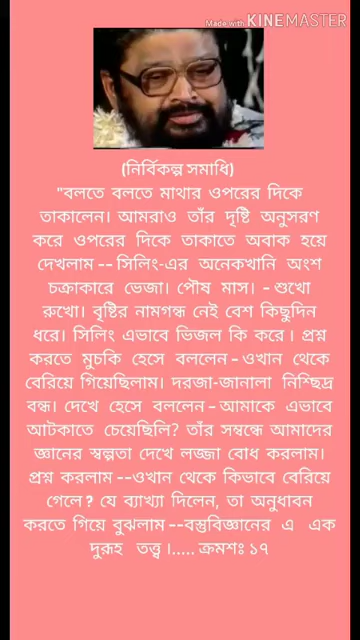 Made with KINEMASTER
(নির্বিকল্প সমাধি)
"বলতে বলতে মাথার ওপরের দিকে
তাকালেন। আমরাও তাঁর দৃষ্টি অনুসরণ
করে ওপরের দিকে তাকাতে অবাক হয়ে
দেখলাম -- সিলিং-এর অনেকখানি অংশ
চক্রাকারে ভেজা। পৌষ মাস। - শুখো
রুখো। বৃষ্টির নামগন্ধ নেই বেশ কিছুদিন
ধরে। সিলিং এভাবে ভিজল কি করে । প্রশ্ন
করতে মুচকি হেসে বললেন - ওখান থেকে
বেরিয়ে গিয়েছিলাম। দরজা-জানালা নিশ্ছিদ্র
বন্ধ। দেখে হেসে বললেন - আমাকে এভাবে
আটকাতে চেয়েছিলি? তাঁর সম্বন্ধে আমাদের
জ্ঞানের স্বল্পতা দেখে লজ্জা বোধ করলাম।
প্রশ্ন করলাম --ওখান থেকে কিভাবে বেরিয়ে
গেলে ? যে ব্যাখ্যা দিলেন, তা অনুধাবন
করতে গিয়ে বুঝলাম --বস্তুবিজ্ঞানের এ এক
দুরূহ তত্ত্ব ।..... ক্রমশঃ ১৭